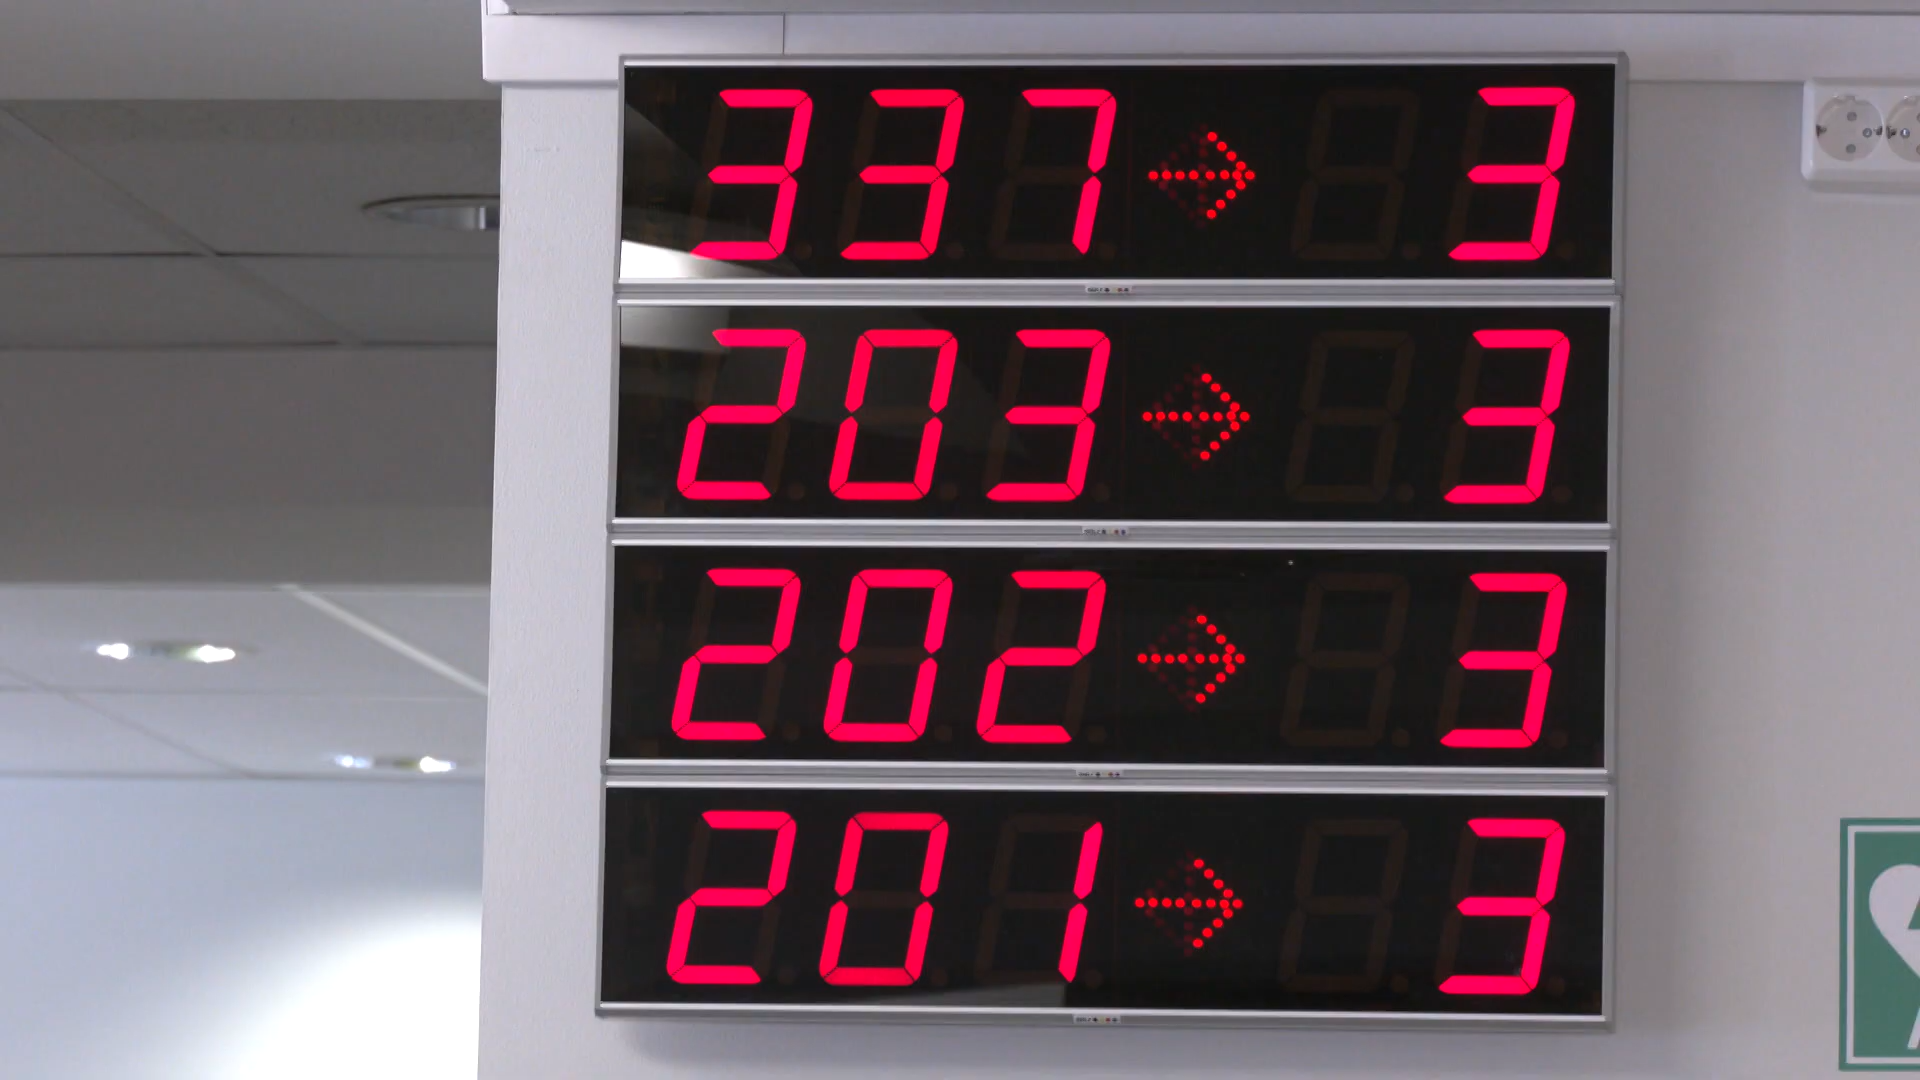 337 → 3
203 → 3
202 → 3
201 → 3